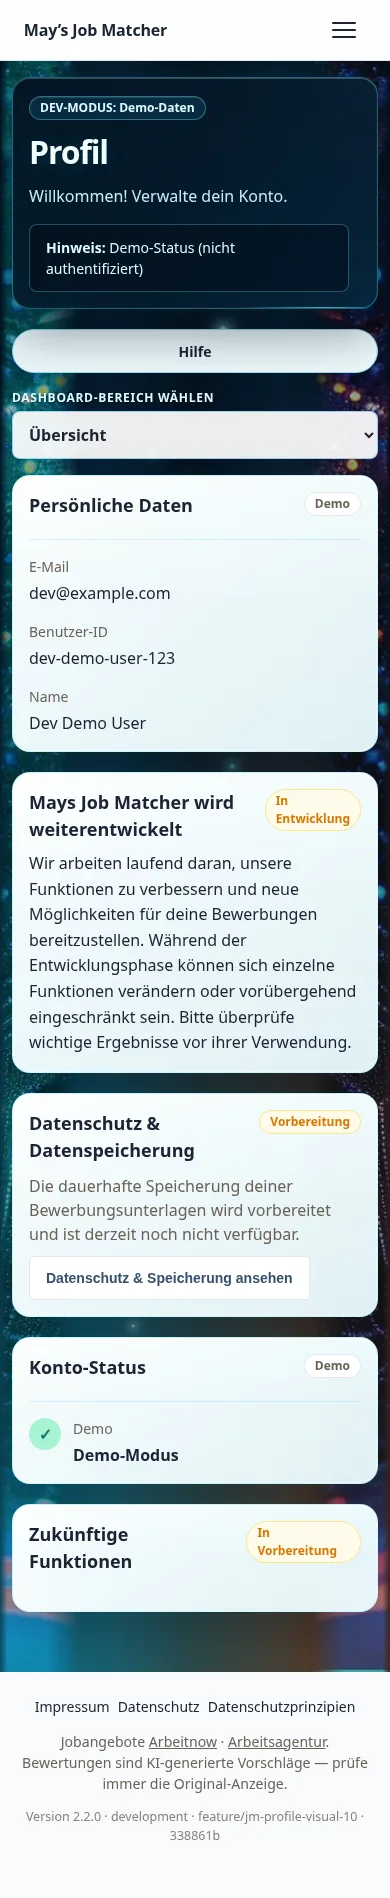 May’s Job Matcher
DEV-MODUS: Demo-Daten
Profil
Willkommen! Verwalte dein Konto.
Hinweis: Demo-Status (nicht
authentifiziert)
Hilfe
DASHBOARD-BEREICH WÄHLEN
Übersicht
Persönliche Daten
Demo
E-Mail
dev@example.com
Benutzer-ID
dev-demo-user-123
Name
Dev Demo User
Mays Job Matcher wird
weiterentwickelt
In
Entwicklung
Wir arbeiten laufend daran, unsere
Funktionen zu verbessern und neue
Möglichkeiten für deine Bewerbungen
bereitzustellen. Während der
Entwicklungsphase können sich einzelne
Funktionen verändern oder vorübergehend
eingeschränkt sein. Bitte überprüfe
wichtige Ergebnisse vor ihrer Verwendung.
Datenschutz &
Datenspeicherung
Vorbereitung
Die dauerhafte Speicherung deiner
Bewerbungsunterlagen wird vorbereitet
und ist derzeit noch nicht verfügbar.
Datenschutz & Speicherung ansehen
Konto-Status
Demo
✓
Demo
Demo-Modus
Zukünftige
Funktionen
In
Vorbereitung
Impressum Datenschutz Datenschutzprinzipien
Jobangebote Arbeitnow · Arbeitsagentur.
Bewertungen sind KI-generierte Vorschläge — prüfe
immer die Original-Anzeige.
Version 2.2.0 · development · feature/jm-profile-visual-10 ·
338861b